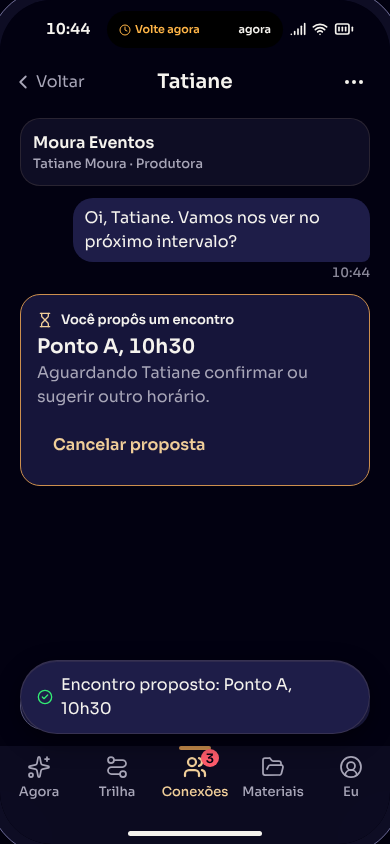 10:44
Volte agora
agora
Voltar
Tatiane
Moura Eventos
Tatiane Moura · Produtora
Oi, Tatiane. Vamos nos ver no
próximo intervalo?
10:44
Você propôs um encontro
Ponto A, 10h30
Aguardando Tatiane confirmar ou
sugerir outro horário.
Cancelar proposta
Encontro proposto: Ponto A,
10h30
3
Agora
Trilha
Conexões
Materiais
Eu